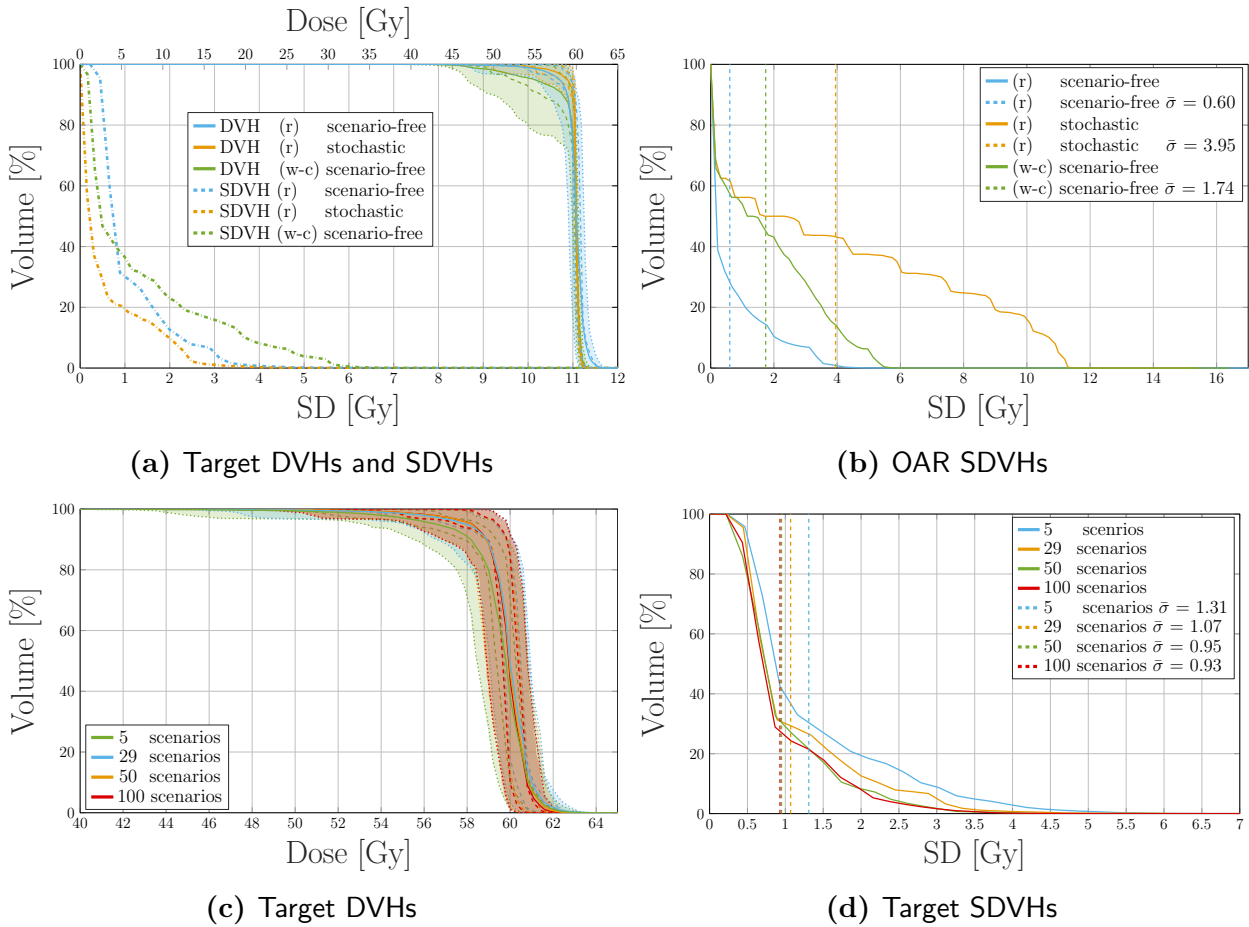 Dose [Gy]
0 5 10 15 20 25 30 35 40 45 50 55 60 65
100
80
60
40
20
0
Volume [%]
DVH (r) scenario-free
DVH (r) stochastic
DVH (w-c) scenario-free
SDVH (r) scenario-free
SDVH (r) stochastic
SDVH (w-c) scenario-free
0 1 2 3 4 5 6 7 8 9 10 11 12
SD [Gy]
(a) Target DVHs and SDVHs
100
80
60
40
20
0
Volume [%]
(r) scenario-free
(r) scenario-free σ̄ = 0.60
(r) stochastic
(r) stochastic σ̄ = 3.95
(w-c) scenario-free
(w-c) scenario-free σ̄ = 1.74
0 2 4 6 8 10 12 14 16
SD [Gy]
(b) OAR SDVHs
100
80
60
40
20
0
Volume [%]
5 scenarios
29 scenarios
50 scenarios
100 scenarios
40 42 44 46 48 50 52 54 56 58 60 62 64
Dose [Gy]
(c) Target DVHs
100
80
60
40
20
0
Volume [%]
5 scenrios
29 scenarios
50 scenarios
100 scenarios
5 scenarios σ̄ = 1.31
29 scenarios σ̄ = 1.07
50 scenarios σ̄ = 0.95
100 scenarios σ̄ = 0.93
0 0.5 1 1.5 2 2.5 3 3.5 4 4.5 5 5.5 6 6.5 7
SD [Gy]
(d) Target SDVHs